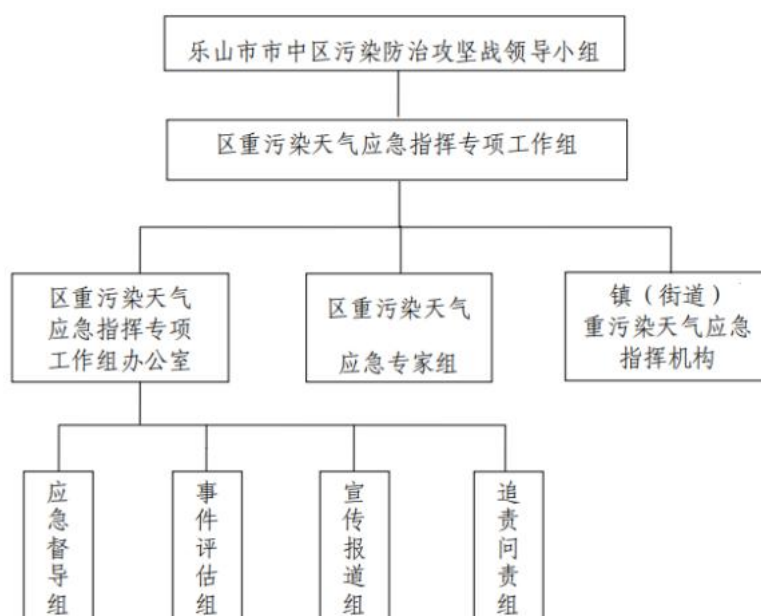 乐山市市中区污染防治攻坚战领导小组
区重污染天气应急指挥专项工作组
区重污染天气
应急指挥专项
工作组办公室
区重污染天气
应急专家组
镇（街道）
重污染天气应急
指挥机构
应急督导组
事件评估组
宣传报道组
追责问责组